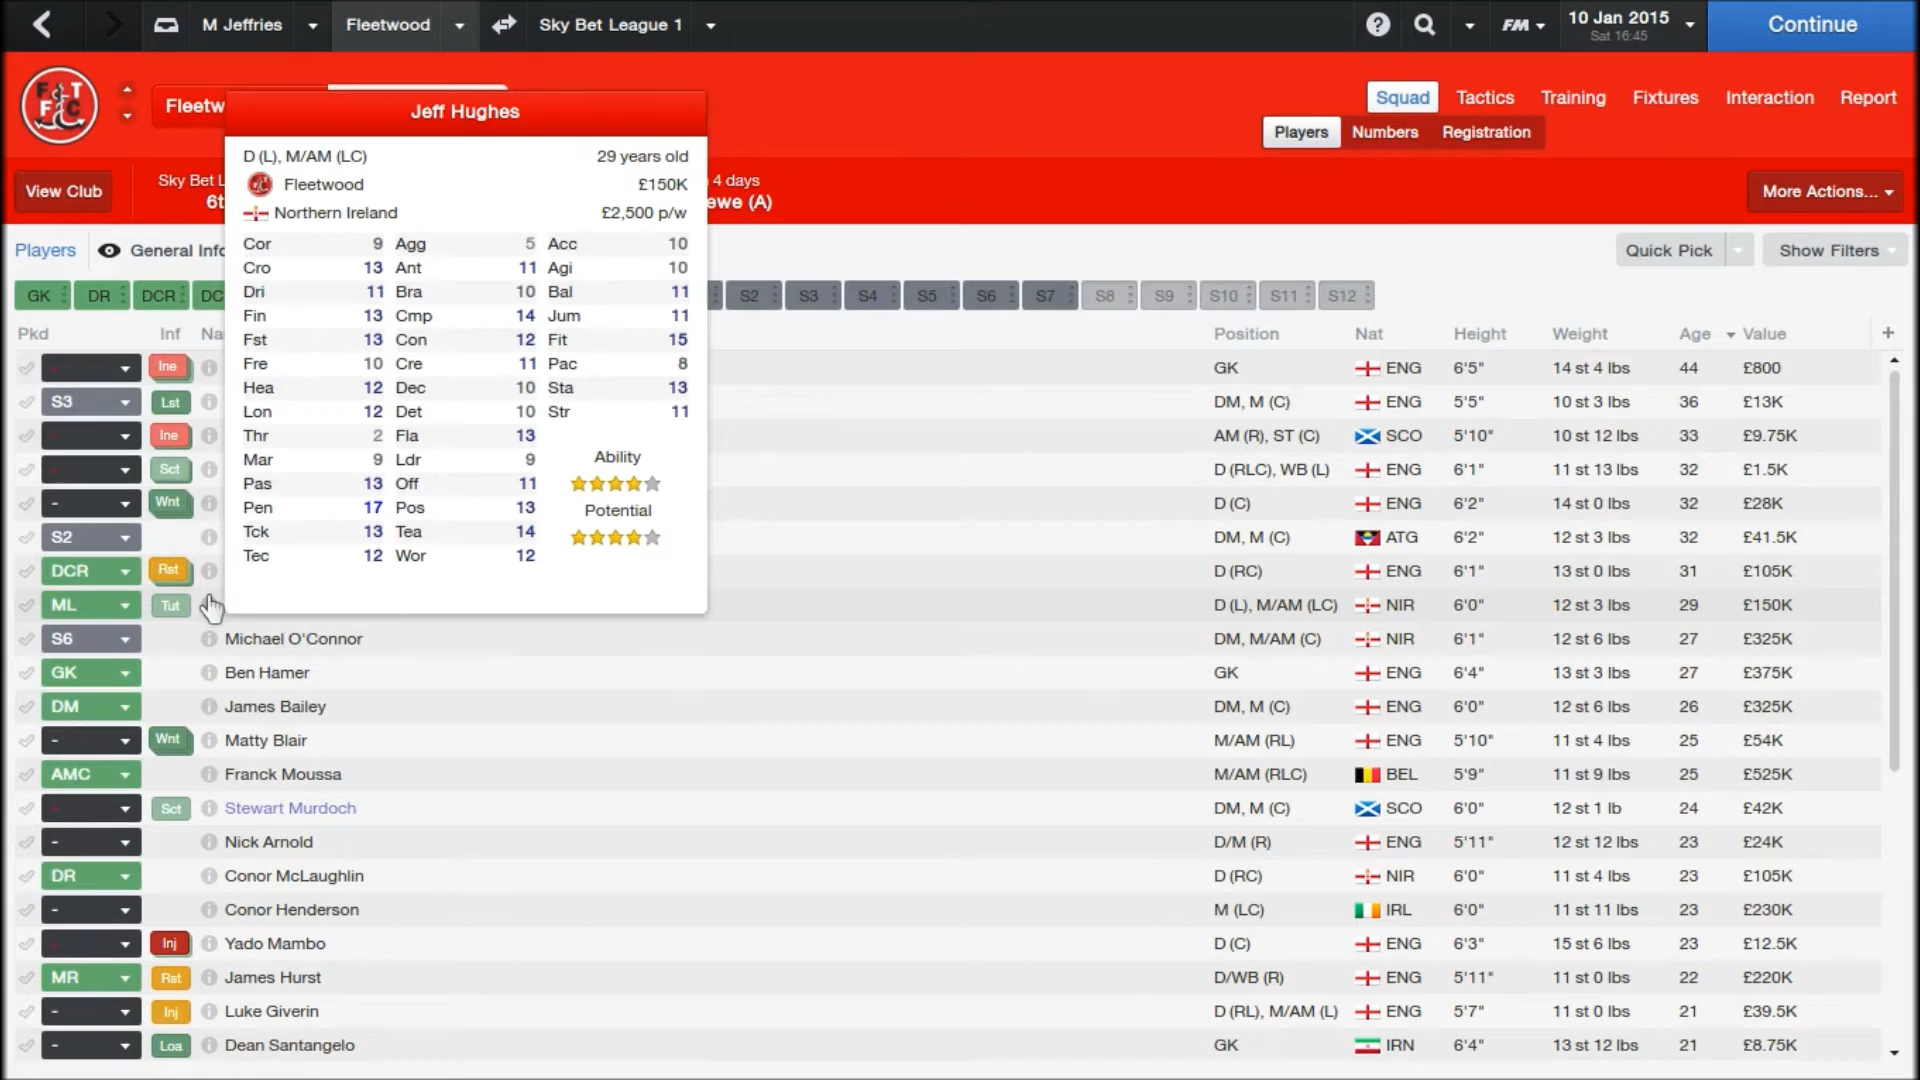 M Jeffries
Fleetwood
Sky Bet League 1
FM
10 Jan 2015
Sat 16:45
Continue
Squad Tactics Training Fixtures Interaction Report
Players Numbers Registration
View Club
4 days
(A)
More Actions...
Jeff Hughes
D (L), M/AM (LC) 29 years old
Fleetwood £150K
Northern Ireland £2,500 p/w
Cor 9 Agg 5 Acc 10
Cro 13 Ant 11 Agi 10
Dri 11 Bra 10 Bal 11
Fin 13 Cmp 14 Jum 11
Fst 13 Con 12 Fit 15
Fre 10 Cre 11 Pac 8
Hea 12 Dec 10 Sta 13
Lon 12 Det 10 Str 11
Thr 2 Fla 13
Mar 9 Ldr 9 Ability
Pas 13 Off 11
Pen 17 Pos 13 Potential
Tck 13 Tea 14
Tec 12 Wor 12
Players General Info
Quick Pick Show Filters
GK DR DCR DC S2 S3 S4 S5 S6 S7 S8 S9 S10 S11 S12
Pkd Inf Na Position Nat Height Weight Age Value +
Ine GK ENG 6'5" 14 st 4 lbs 44 £800
S3 Lst DM, M (C) ENG 5'5" 10 st 3 lbs 36 £13K
Ine AM (R), ST (C) SCO 5'10" 10 st 12 lbs 33 £9.75K
Sct D (RLC), WB (L) ENG 6'1" 11 st 13 lbs 32 £1.5K
- Wnt D (C) ENG 6'2" 14 st 0 lbs 32 £28K
S2 DM, M (C) ATG 6'2" 12 st 3 lbs 32 £41.5K
DCR Rst D (RC) ENG 6'1" 13 st 0 lbs 31 £105K
ML Tut D (L), M/AM (LC) NIR 6'0" 12 st 3 lbs 29 £150K
S6 Michael O'Connor DM, M/AM (C) NIR 6'1" 12 st 6 lbs 27 £325K
GK Ben Hamer GK ENG 6'4" 13 st 3 lbs 27 £375K
DM James Bailey DM, M (C) ENG 6'0" 12 st 6 lbs 26 £325K
- Wnt Matty Blair M/AM (RL) ENG 5'10" 11 st 4 lbs 25 £54K
AMC Franck Moussa M/AM (RLC) BEL 5'9" 11 st 9 lbs 25 £525K
Sct Stewart Murdoch DM, M (C) SCO 6'0" 12 st 1 lb 24 £42K
- Nick Arnold D/M (R) ENG 5'11" 12 st 12 lbs 23 £24K
DR Conor McLaughlin D (RC) NIR 6'0" 11 st 4 lbs 23 £105K
- Conor Henderson M (LC) IRL 6'0" 11 st 11 lbs 23 £230K
Inj Yado Mambo D (C) ENG 6'3" 15 st 6 lbs 23 £12.5K
MR Rst James Hurst D/WB (R) ENG 5'11" 11 st 0 lbs 22 £220K
- Inj Luke Giverin D (RL), M/AM (L) ENG 5'7" 11 st 0 lbs 21 £39.5K
- Loa Dean Santangelo GK IRN 6'4" 13 st 12 lbs 21 £8.75K